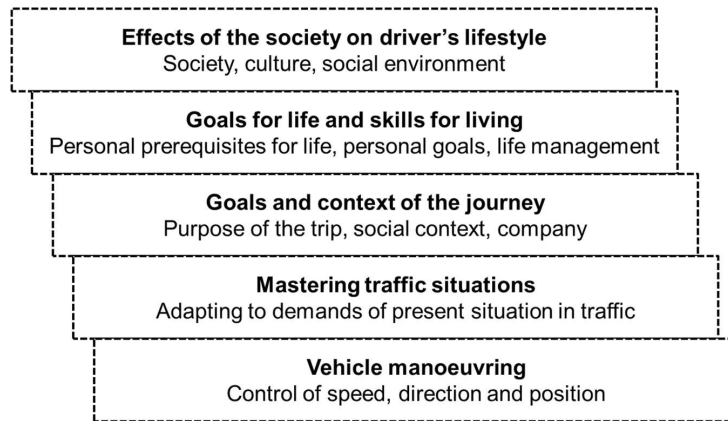 Effects of the society on driver's lifestyle
Society, culture, social environment
Goals for life and skills for living
Personal prerequisites for life, personal goals, life management
Goals and context of the journey
Purpose of the trip, social context, company
Mastering traffic situations
Adapting to demands of present situation in traffic
Vehicle manoeuvring
Control of speed, direction and position